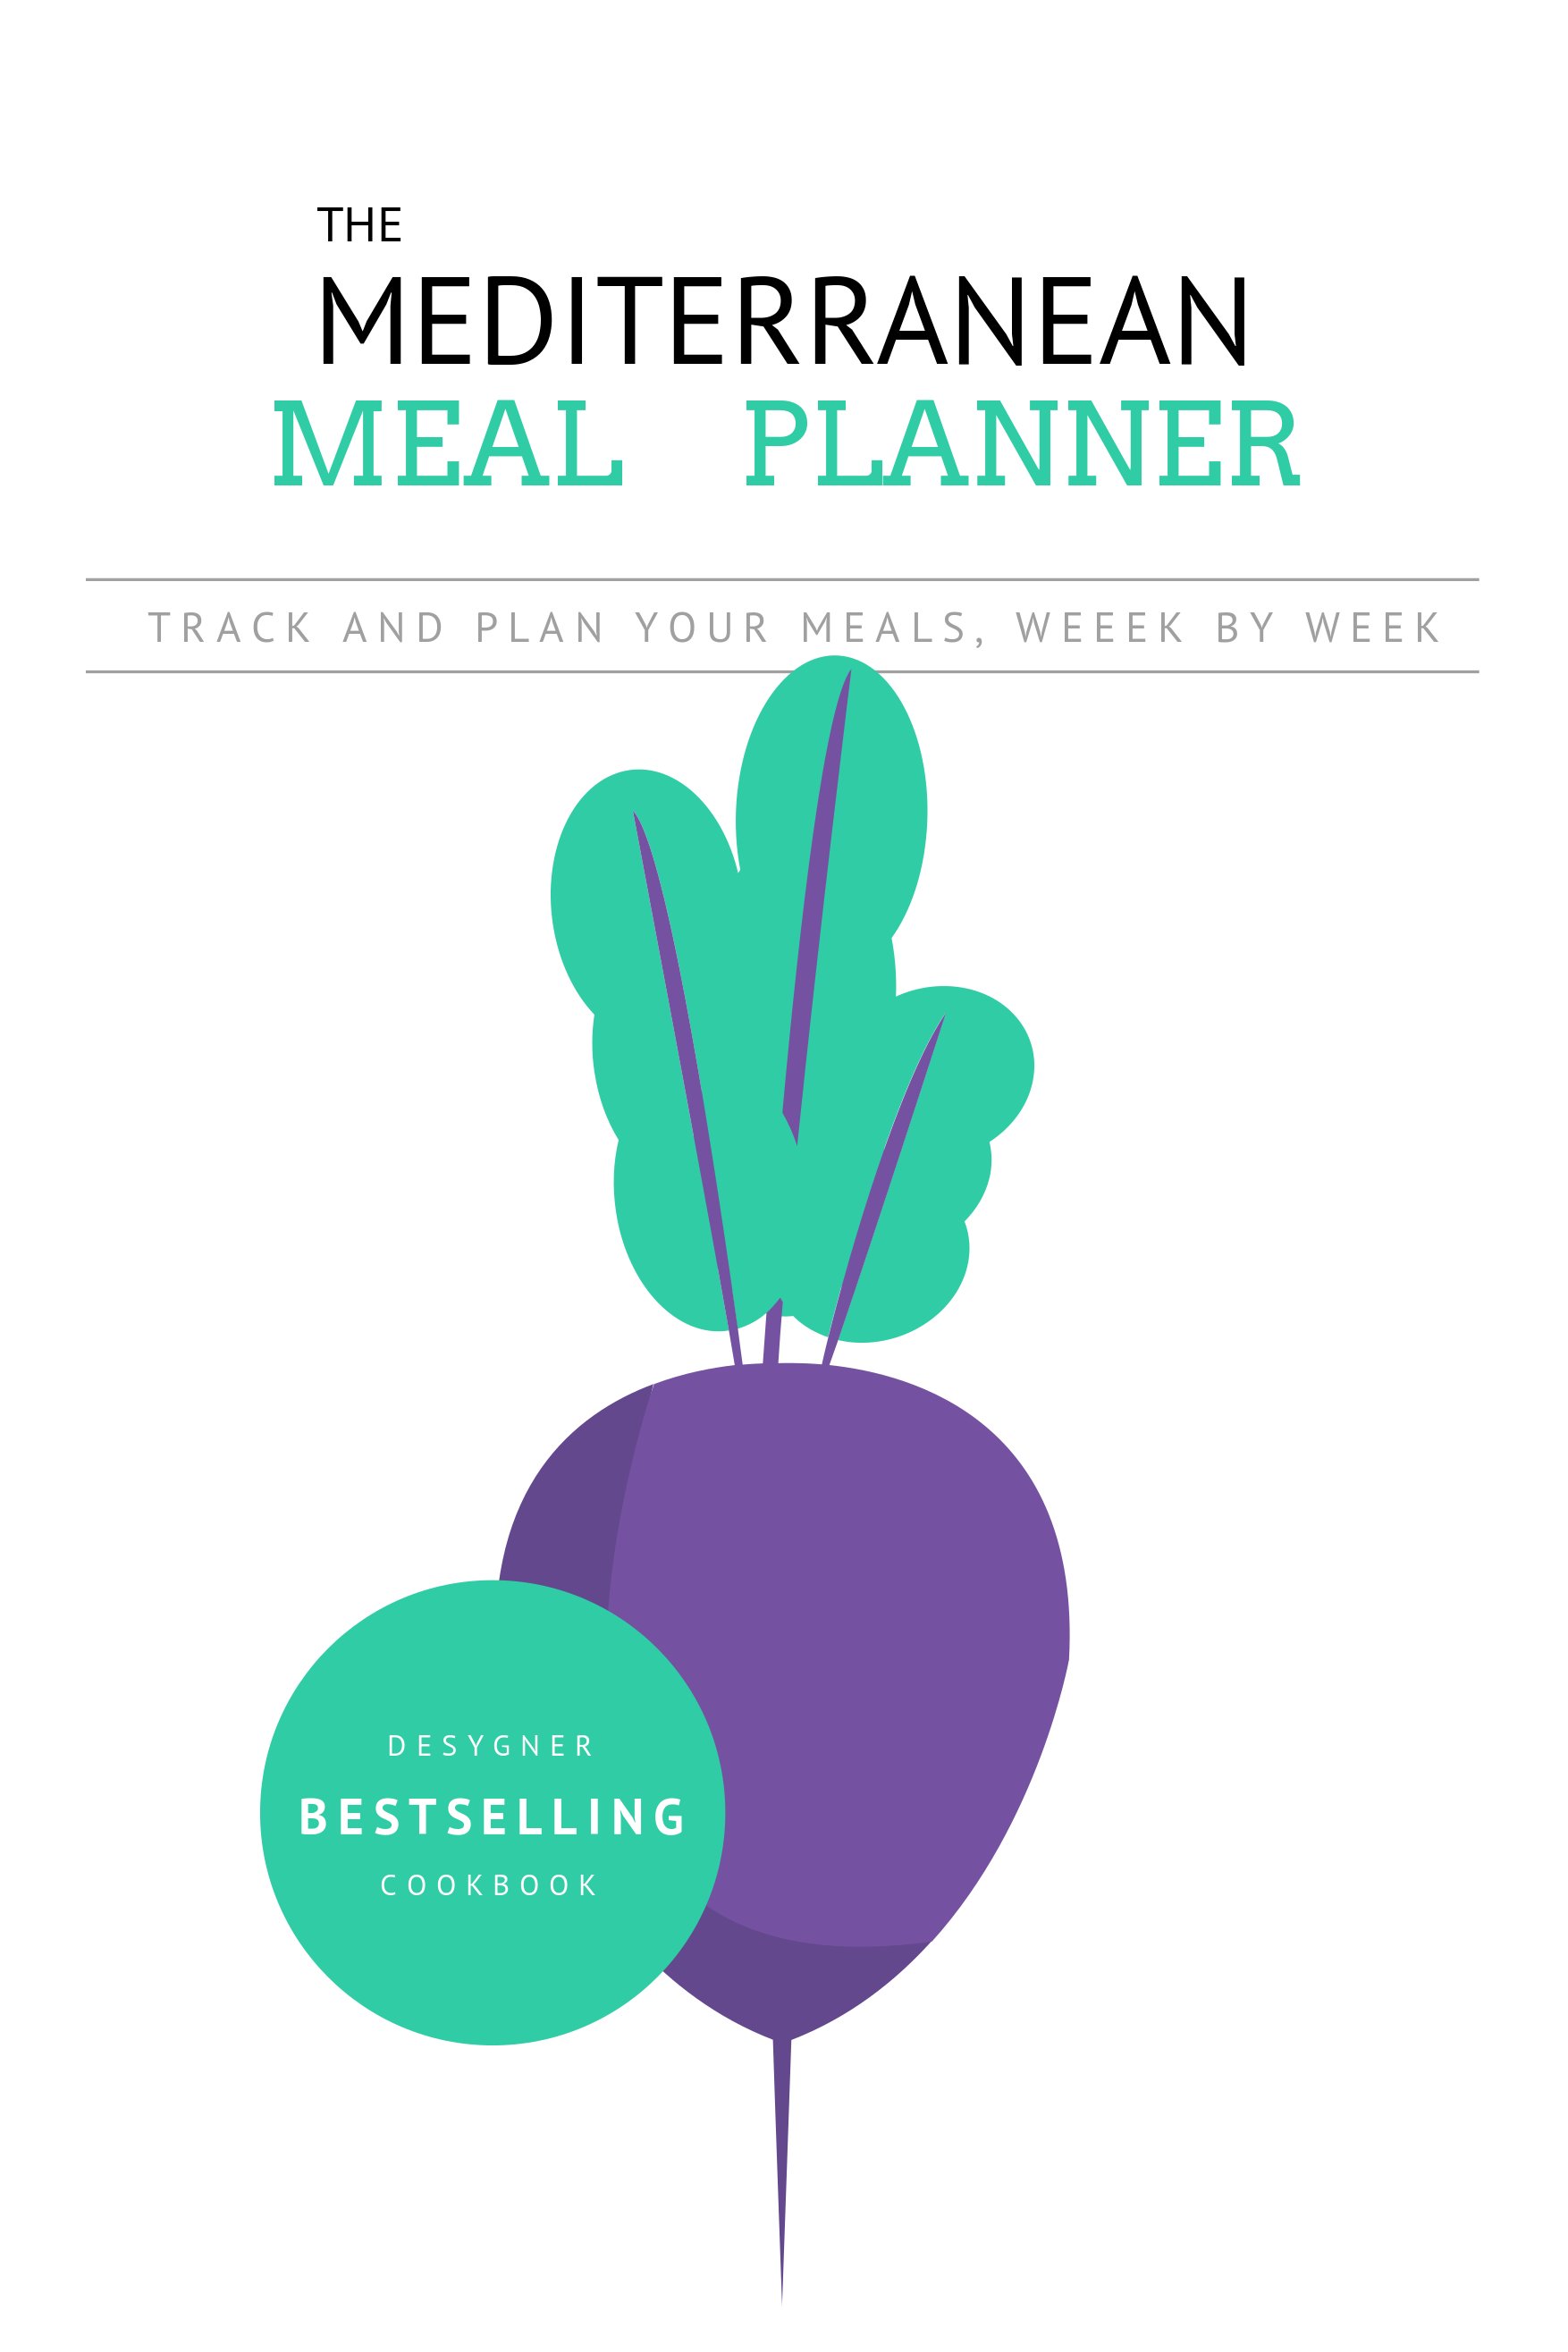 THE
MEDITERRANEAN
MEAL PLANNER
TRACK AND PLAN YOUR MEALS, WEEEK BY WEEK
DESYGNER
BESTSELLING
COOKBOOK